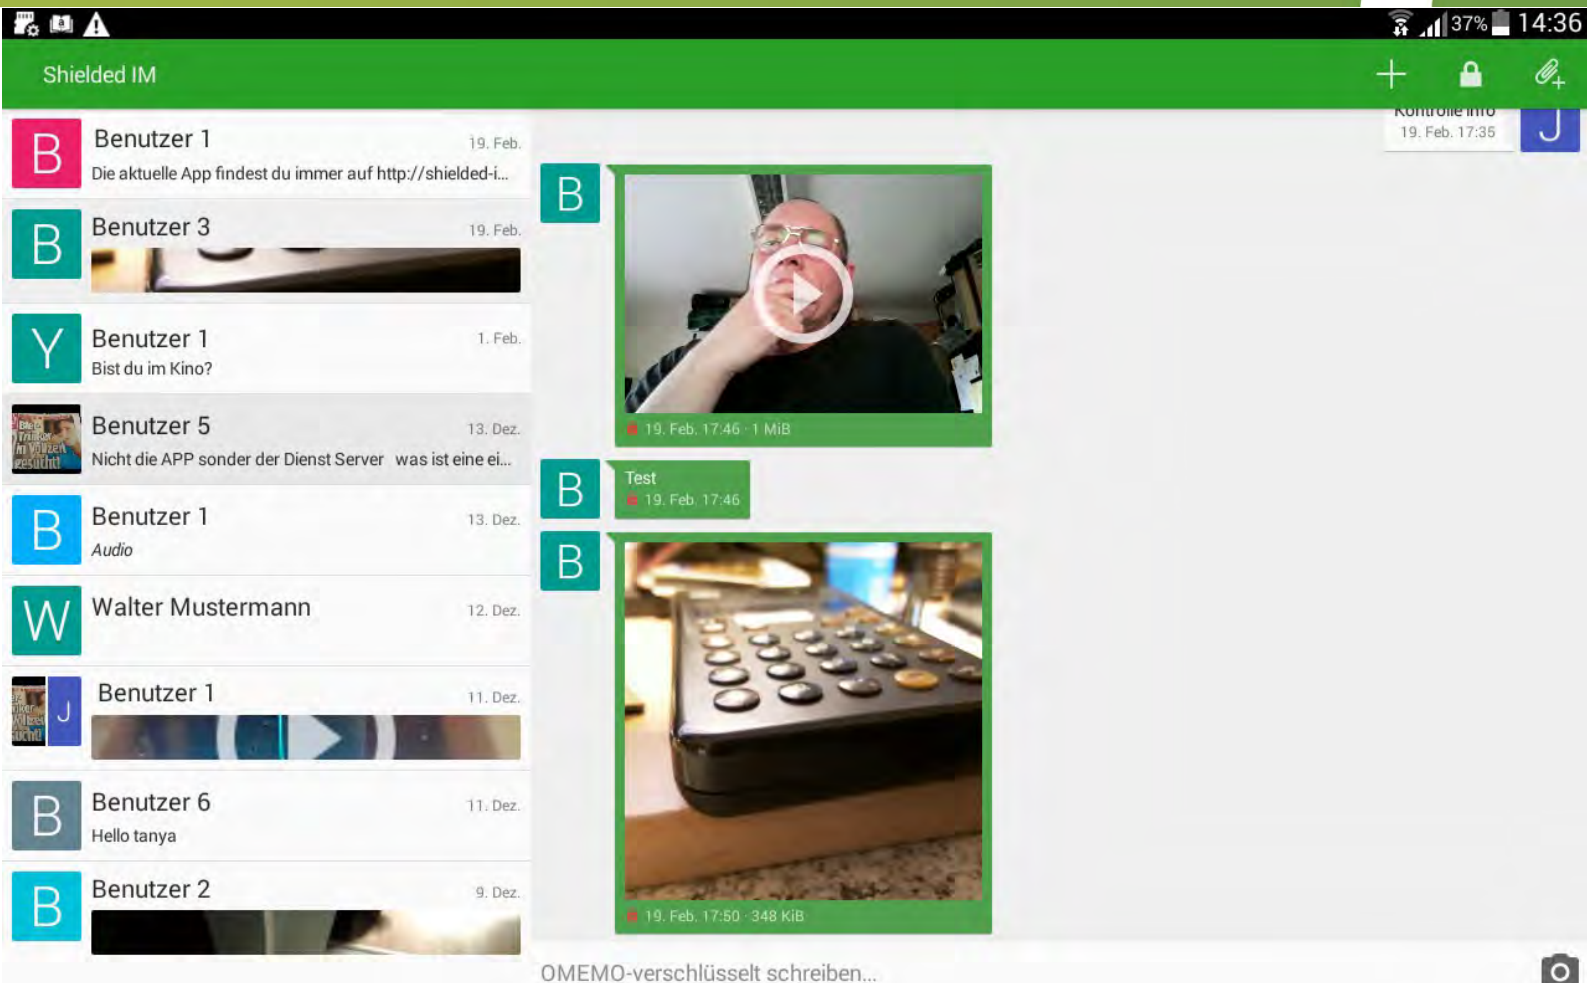 37% 14:36
Shielded IM
B Benutzer 1 19. Feb.
Die aktuelle App findest du immer auf http://shielded-i...
B Benutzer 3 19. Feb.
Y Benutzer 1 1. Feb.
Bist du im Kino?
Benutzer 5 13. Dez.
Nicht die APP sonder der Dienst Server was ist eine ei...
B Benutzer 1 13. Dez.
Audio
W Walter Mustermann 12. Dez.
J Benutzer 1 11. Dez.
B Benutzer 6 11. Dez.
Hello tanya
B Benutzer 2 9. Dez.
Kontrolle info
19. Feb. 17:35
J
B
19. Feb. 17:46 · 1 MiB
B
Test
19. Feb. 17:46
B
19. Feb. 17:50 · 348 KiB
OMEMO-verschlüsselt schreiben...